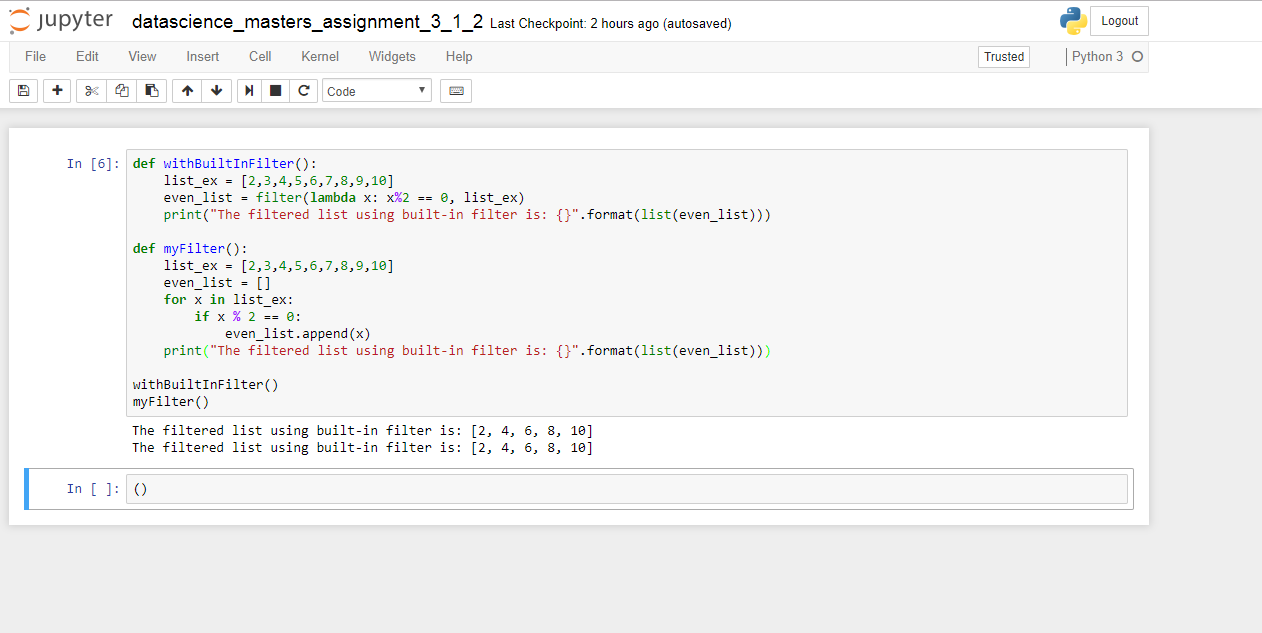 jupyter datascience_masters_assignment_3_1_2 Last Checkpoint: 2 hours ago (autosaved) Logout
File Edit View Insert Cell Kernel Widgets Help Trusted Python 3
Code
In [6]: def withBuiltInFilter():
    list_ex = [2,3,4,5,6,7,8,9,10]
    even_list = filter(lambda x: x%2 == 0, list_ex)
    print("The filtered list using built-in filter is: {}".format(list(even_list)))
def myFilter():
    list_ex = [2,3,4,5,6,7,8,9,10]
    even_list = []
    for x in list_ex:
        if x % 2 == 0:
            even_list.append(x)
    print("The filtered list using built-in filter is: {}".format(list(even_list)))
withBuiltInFilter()
myFilter()
The filtered list using built-in filter is: [2, 4, 6, 8, 10]
The filtered list using built-in filter is: [2, 4, 6, 8, 10]
In [ ]: ()